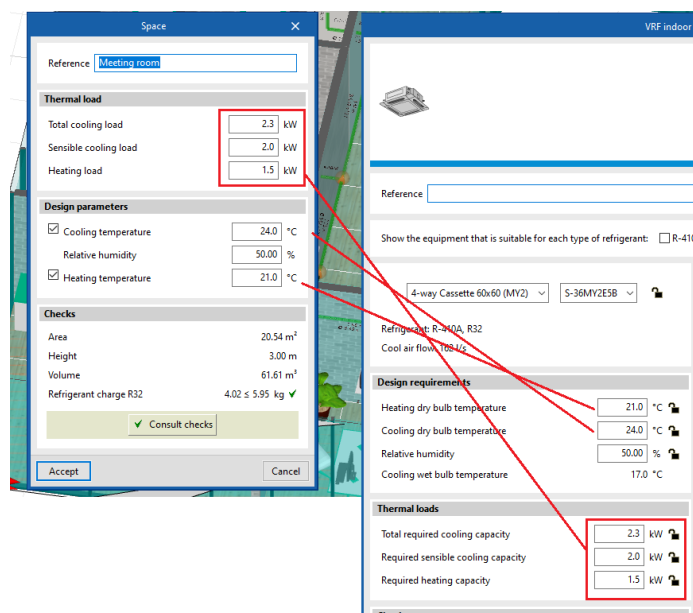 Space
Reference Meeting room
Thermal load
Total cooling load 2.3 kW
Sensible cooling load 2.0 kW
Heating load 1.5 kW
Design parameters
Cooling temperature 24.0 °C
Relative humidity 50.00 %
Heating temperature 21.0 °C
Checks
Area 20.54 m²
Height 3.00 m
Volume 61.61 m³
Refrigerant charge R32 4.02 ≤ 5.95 kg
Consult checks
Accept Cancel
VRF indoor
Reference
Show the equipment that is suitable for each type of refrigerant: R-410
4-way Cassette 60x60 (MY2) S-36MY2E5B
Refrigerant: R-410A, R32
Cool air flow: 162 l/s
Design requirements
Heating dry bulb temperature 21.0 °C
Cooling dry bulb temperature 24.0 °C
Relative humidity 50.00 %
Cooling wet bulb temperature 17.0 °C
Thermal loads
Total required cooling capacity 2.3 kW
Required sensible cooling capacity 2.0 kW
Required heating capacity 1.5 kW